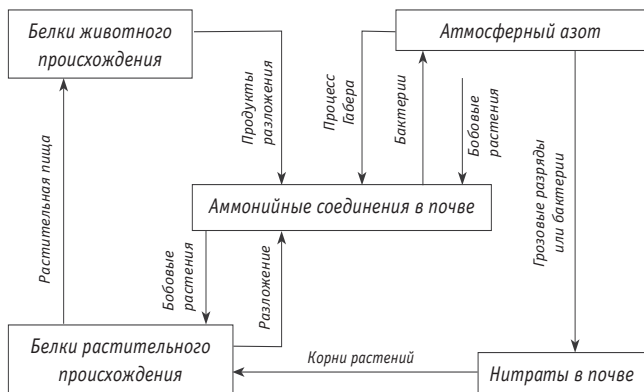 Белки животного
происхождения
Атмосферный азот
Продукты
разложения
Процесс
Габера
Бактерии
Бобовые
растения
Растительная пища
Грозовые разряды
или бактерии
Аммонийные соединения в почве
Бобовые
растения
Разложение
Белки растительного
происхождения
Корни растений
Нитраты в почве